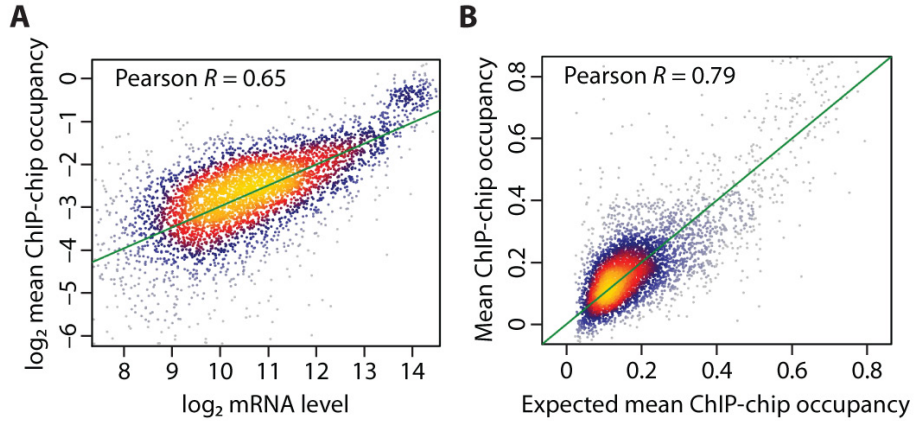 A
Pearson R = 0.65
log₂ mean ChIP-chip occupancy
0
−1
−2
−3
−4
−5
−6
8 9 10 11 12 13 14
log₂ mRNA level
B
Pearson R = 0.79
Mean ChIP-chip occupancy
0.8
0.6
0.4
0.2
0
0 0.2 0.4 0.6 0.8
Expected mean ChIP-chip occupancy